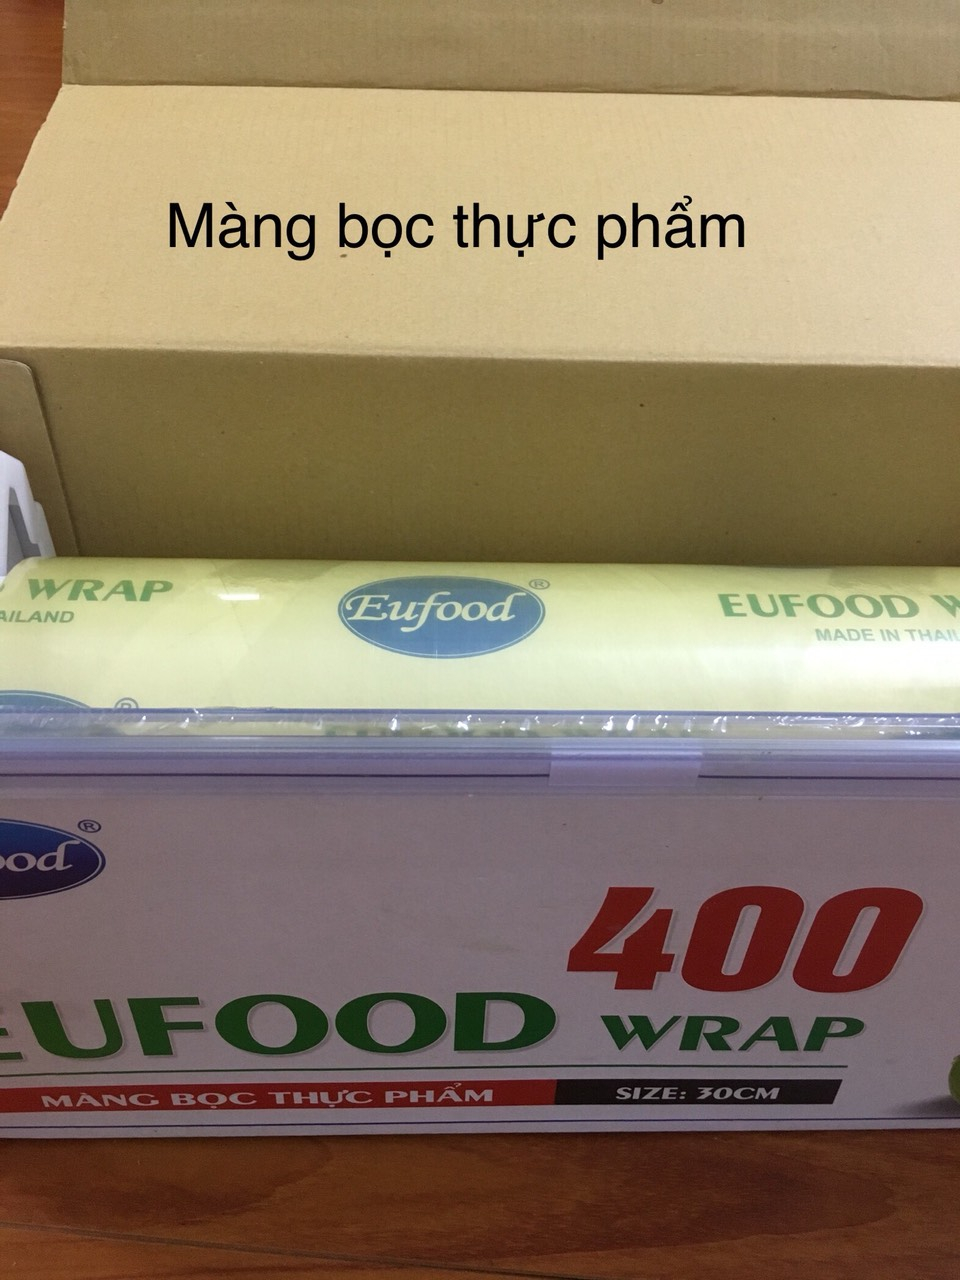 Màng bọc thực phẩm
WRAP
Eufood ®
EUFOOD
AILAND
MADE IN THAIL
®
®
ood
400
EUFOOD WRAP
MÀNG BỌC THỰC PHẨM SIZE: 30CM